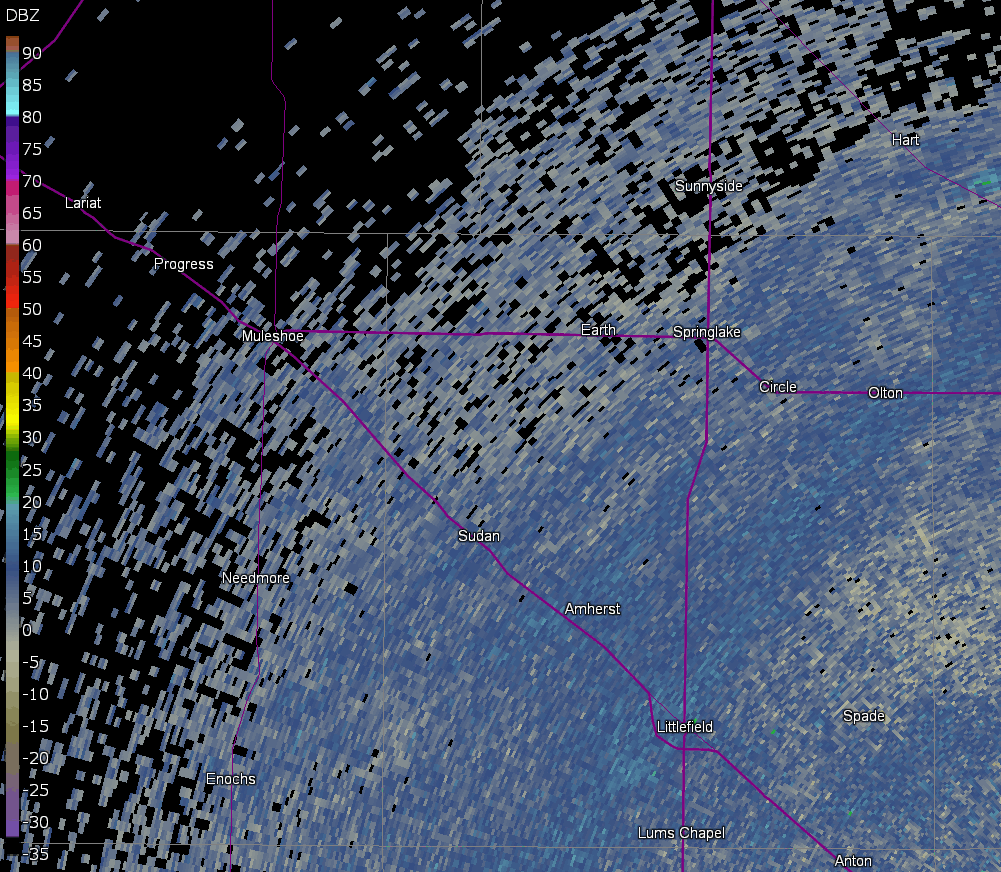 DBZ
90
85
80
75
70
65
60
55
50
45
40
35
30
25
20
15
10
5
0
-5
-10
-15
-20
-25
-30
-35
Hart
Sunnyside
Lariat
Progress
Muleshoe
Earth
Springlake
Circle
Olton
Sudan
Needmore
Amherst
Spade
Littlefield
Enochs
Lums Chapel
Anton